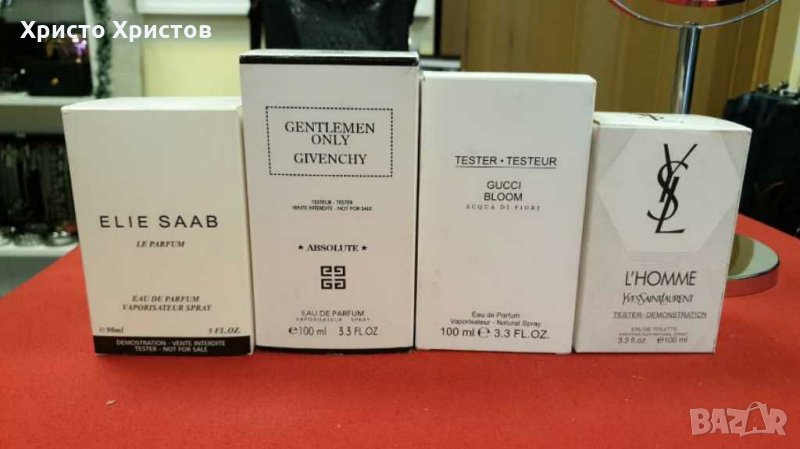 Христо Христов
ELIE SAAB
LE PARFUM
EAU DE PARFUM
VAPORISATEUR SPRAY
℮ 90ml 3 FL.OZ.
DEMOSTRATION - VENTE INTERDITE
TESTER - NOT FOR SALE
GENTLEMEN
ONLY
GIVENCHY
TESTEUR - TESTER
VENTE INTERDITE - NOT FOR SALE
★ ABSOLUTE ★
EAU DE PARFUM
VAPORISATEUR SPRAY
℮100 ml 3.3 FL.OZ
TESTER • TESTEUR
GUCCI
BLOOM
ACQUA DI FIORI
Eau de Parfum
Vaporisateur - Natural Spray
100 ml ℮ 3.3 FL.OZ.
YSL
L'HOMME
YVESSAINTLAURENT
TESTER-DEMONSTRATION
EAU DE TOILETTE
3.3 fl.oz ℮100 ml
BAZAR